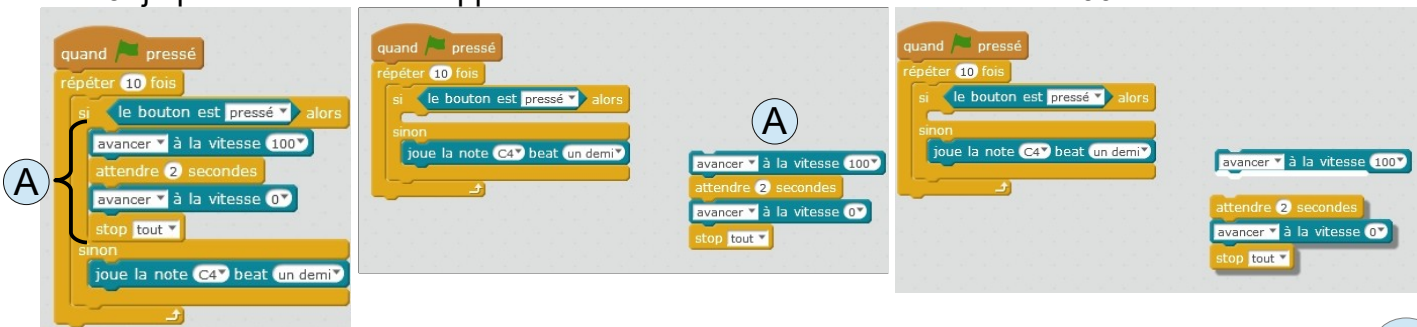 quand pressé
répéter 10 fois
si le bouton est pressé alors
A
avancer à la vitesse 100
attendre 2 secondes
avancer à la vitesse 0
stop tout
sinon
joue la note C4 beat un demi
quand pressé
répéter 10 fois
si le bouton est pressé alors
sinon
joue la note C4 beat un demi
A
avancer à la vitesse 100
attendre 2 secondes
avancer à la vitesse 0
stop tout
quand pressé
répéter 10 fois
si le bouton est pressé alors
sinon
joue la note C4 beat un demi
avancer à la vitesse 100
attendre 2 secondes
avancer à la vitesse 0
stop tout